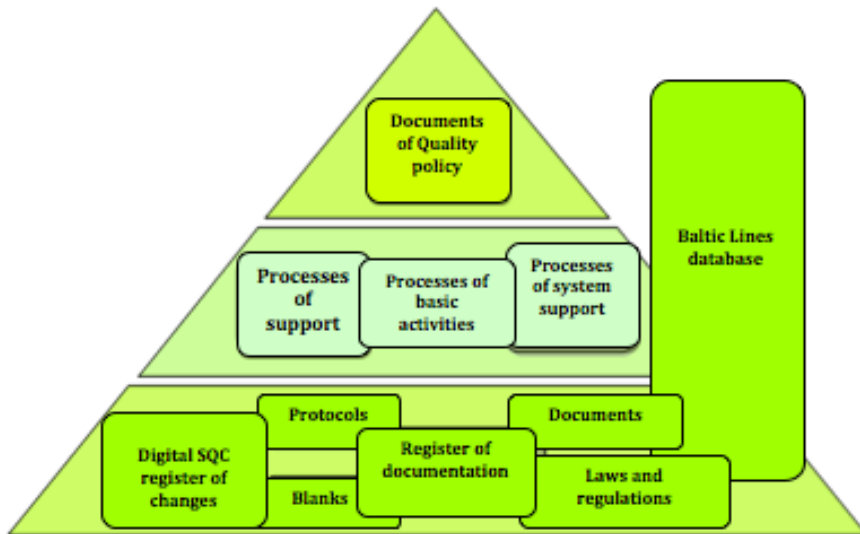 Documents
of Quality
policy
Baltic Lines
database
Processes
of
support
Processes of
basic
activities
Processes
of system
support
Protocols
Documents
Digital SQC
register of
changes
Register of
documentation
Blanks
Laws and
regulations